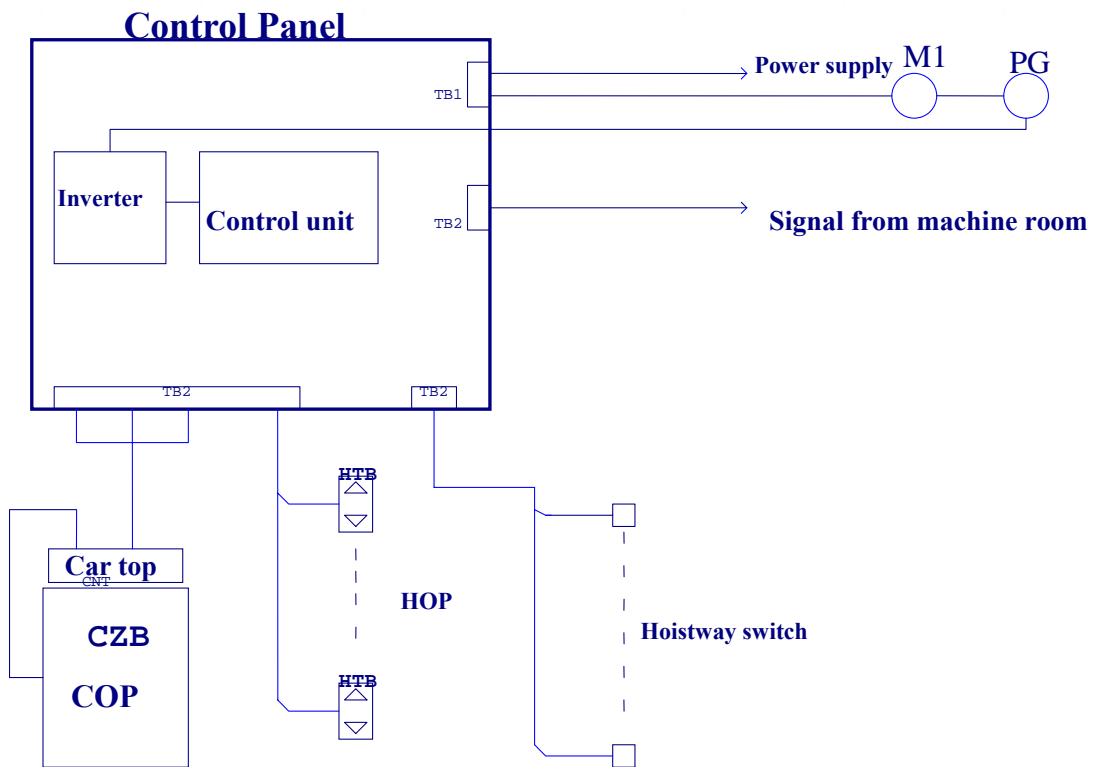 Control Panel
M1
PG
Power supply
TB1
Inverter
Control unit
TB2
Signal from machine room
TB2
TB2
HTB
Car top
CNT
HOP
CZB
Hoistway switch
COP
HTB